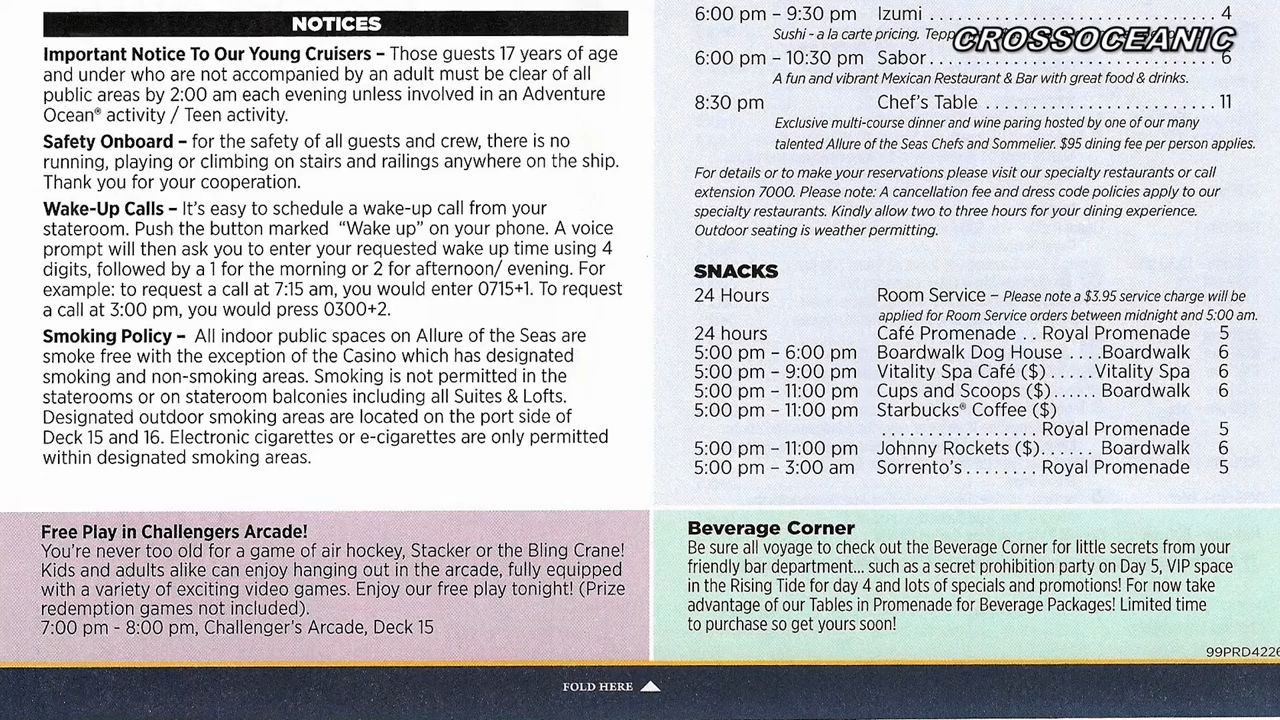 NOTICES
Important Notice To Our Young Cruisers – Those guests 17 years of age
and under who are not accompanied by an adult must be clear of all
public areas by 2:00 am each evening unless involved in an Adventure
Ocean® activity / Teen activity.
Safety Onboard – for the safety of all guests and crew, there is no
running, playing or climbing on stairs and railings anywhere on the ship.
Thank you for your cooperation.
Wake-Up Calls – It's easy to schedule a wake-up call from your
stateroom. Push the button marked "Wake up" on your phone. A voice
prompt will then ask you to enter your requested wake up time using 4
digits, followed by a 1 for the morning or 2 for afternoon/ evening. For
example: to request a call at 7:15 am, you would enter 0715+1. To request
a call at 3:00 pm, you would press 0300+2.
Smoking Policy – All indoor public spaces on Allure of the Seas are
smoke free with the exception of the Casino which has designated
smoking and non-smoking areas. Smoking is not permitted in the
staterooms or on stateroom balconies including all Suites & Lofts.
Designated outdoor smoking areas are located on the port side of
Deck 15 and 16. Electronic cigarettes or e-cigarettes are only permitted
within designated smoking areas.
Free Play in Challengers Arcade!
You're never too old for a game of air hockey, Stacker or the Bling Crane!
Kids and adults alike can enjoy hanging out in the arcade, fully equipped
with a variety of exciting video games. Enjoy our free play tonight! (Prize
redemption games not included).
7:00 pm - 8:00 pm, Challenger's Arcade, Deck 15
6:00 pm – 9:30 pm Izumi . . . . . . . . . . . . . . . . . . . . . . . . . . . . . 4
Sushi - a la carte pricing.
CROSSOCEANIC
6:00 pm – 10:30 pm Sabor . . . . . . . . . . . . . . . . . . . . . . . . . . . . . 6
A fun and vibrant Mexican Restaurant & Bar with great food & drinks.
8:30 pm Chef's Table . . . . . . . . . . . . . . . . . . . . . . . 11
Exclusive multi-course dinner and wine paring hosted by one of our many
talented Allure of the Seas Chefs and Sommelier. $95 dining fee per person applies.
For details or to make your reservations please visit our specialty restaurants or call
extension 7000. Please note: A cancellation fee and dress code policies apply to our
specialty restaurants. Kindly allow two to three hours for your dining experience.
Outdoor seating is weather permitting.
SNACKS
24 Hours Room Service – Please note a $3.95 service charge will be
applied for Room Service orders between midnight and 5:00 am.
24 hours Café Promenade . . Royal Promenade 5
5:00 pm – 6:00 pm Boardwalk Dog House . . . .Boardwalk 6
5:00 pm – 9:00 pm Vitality Spa Café ($) . . . . .Vitality Spa 6
5:00 pm – 11:00 pm Cups and Scoops ($)...... Boardwalk 6
5:00 pm – 11:00 pm Starbucks® Coffee ($)
. . . . . . . . . . . . . . . . . Royal Promenade 5
5:00 pm – 11:00 pm Johnny Rockets ($)...... Boardwalk 6
5:00 pm – 3:00 am Sorrento's . . . . . . . . Royal Promenade 5
Beverage Corner
Be sure all voyage to check out the Beverage Corner for little secrets from your
friendly bar department... such as a secret prohibition party on Day 5, VIP space
in the Rising Tide for day 4 and lots of specials and promotions! For now take
advantage of our Tables in Promenade for Beverage Packages! Limited time
to purchase so get yours soon!
99PRD4226
FOLD HERE